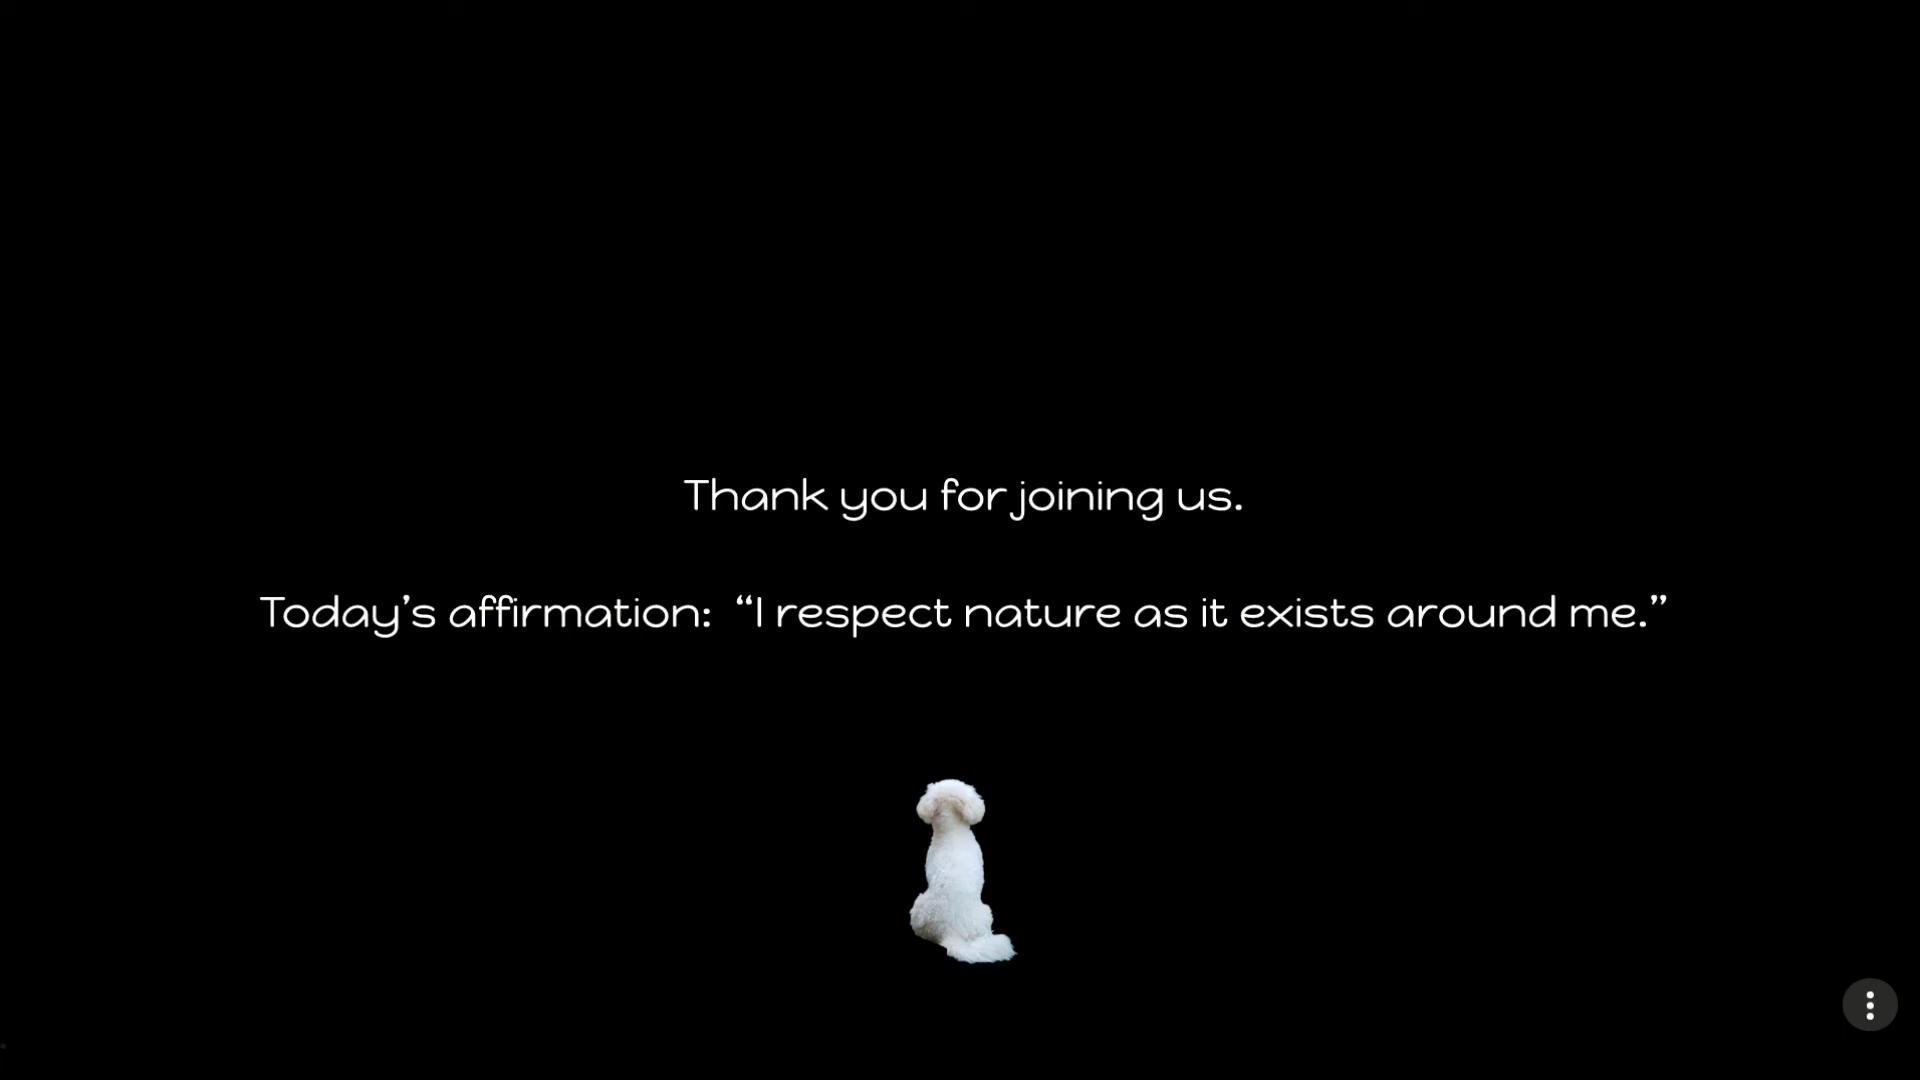 Thank you for joining us.
Today’s affirmation:  “I respect nature as it exists around me.”